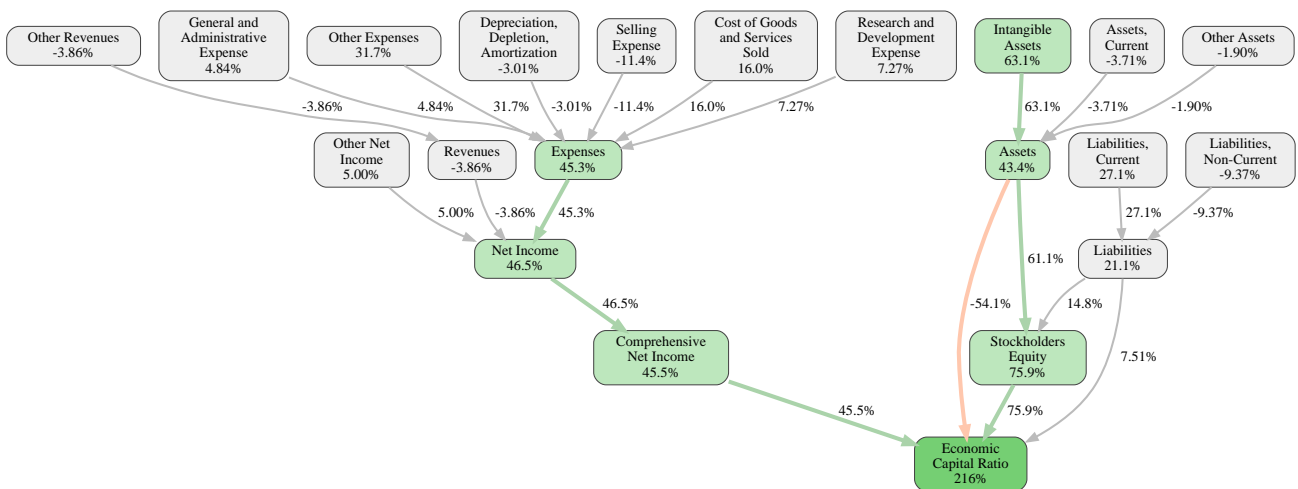 Other Revenues
-3.86%
General and
Administrative
Expense
4.84%
Other Expenses
31.7%
Depreciation,
Depletion,
Amortization
-3.01%
Selling
Expense
-11.4%
Cost of Goods
and Services
Sold
16.0%
Research and
Development
Expense
7.27%
Intangible
Assets
63.1%
Assets,
Current
-3.71%
Other Assets
-1.90%
-3.86%
4.84%
31.7%
-3.01%
-11.4%
16.0%
7.27%
63.1%
-3.71%
-1.90%
Other Net
Income
5.00%
Revenues
-3.86%
Expenses
45.3%
Assets
43.4%
Liabilities,
Current
27.1%
Liabilities,
Non-Current
-9.37%
5.00%
-3.86%
45.3%
27.1%
-9.37%
Net Income
46.5%
61.1%
Liabilities
21.1%
46.5%
-54.1%
14.8%
Comprehensive
Net Income
45.5%
Stockholders
Equity
75.9%
7.51%
45.5%
75.9%
Economic
Capital Ratio
216%